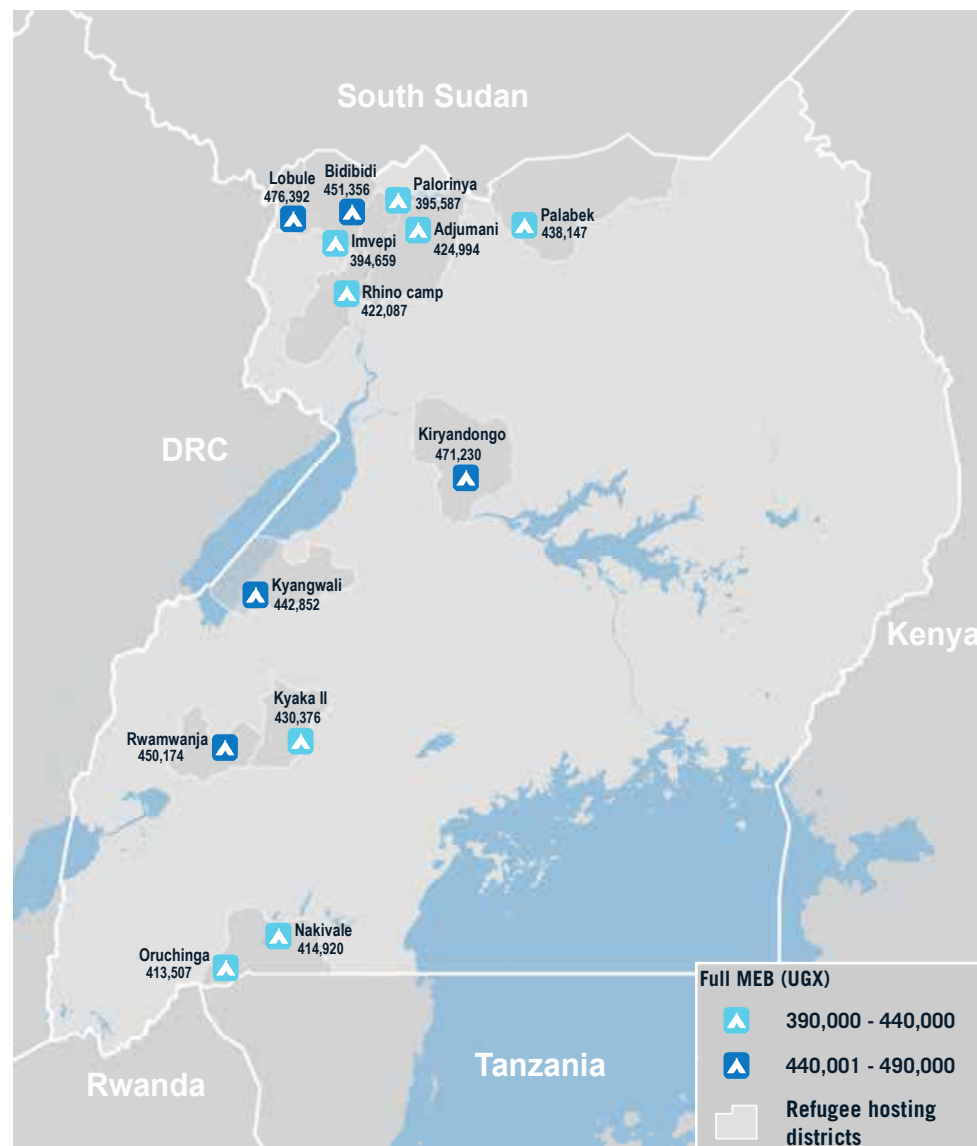 South Sudan
Lobule
476,392
Bidibidi
451,356
Palorinya
395,587
Adjumani
424,994
Palabek
438,147
Imvepi
394,659
Rhino camp
422,087
DRC
Kiryandongo
471,230
Kyangwali
442,852
Kenya
Kyaka II
430,376
Rwamwanja
450,174
Nakivale
414,920
Oruchinga
413,507
Rwanda
Tanzania
Full MEB (UGX)
390,000 - 440,000
440,001 - 490,000
Refugee hosting
districts